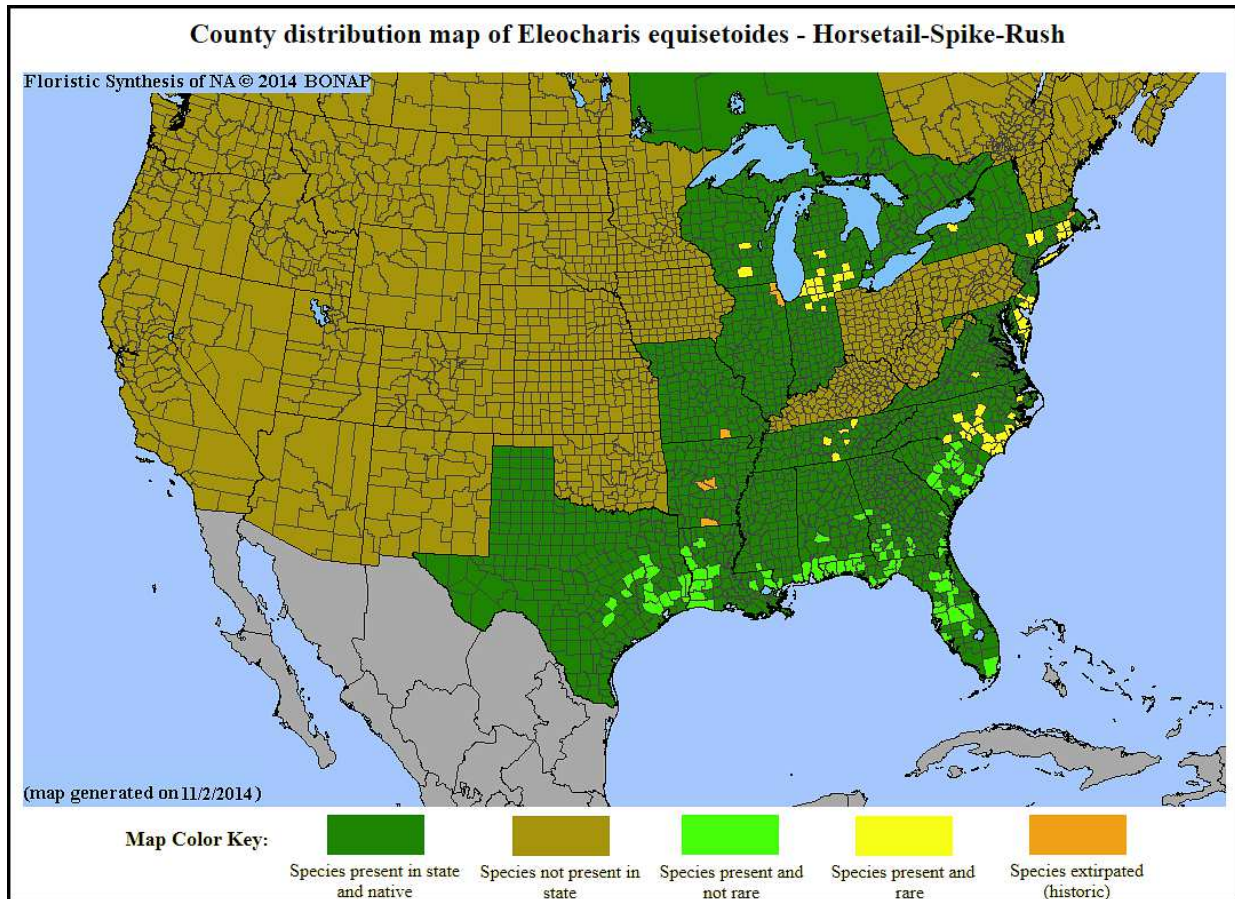 County distribution map of Eleocharis equisetoides - Horsetail-Spike-Rush
Floristic Synthesis of NA © 2014 BONAP
(map generated on 11/2/2014)
Map Color Key:
Species present in state
and native
Species not present in
state
Species present and
not rare
Species present and
rare
Species extirpated
(historic)